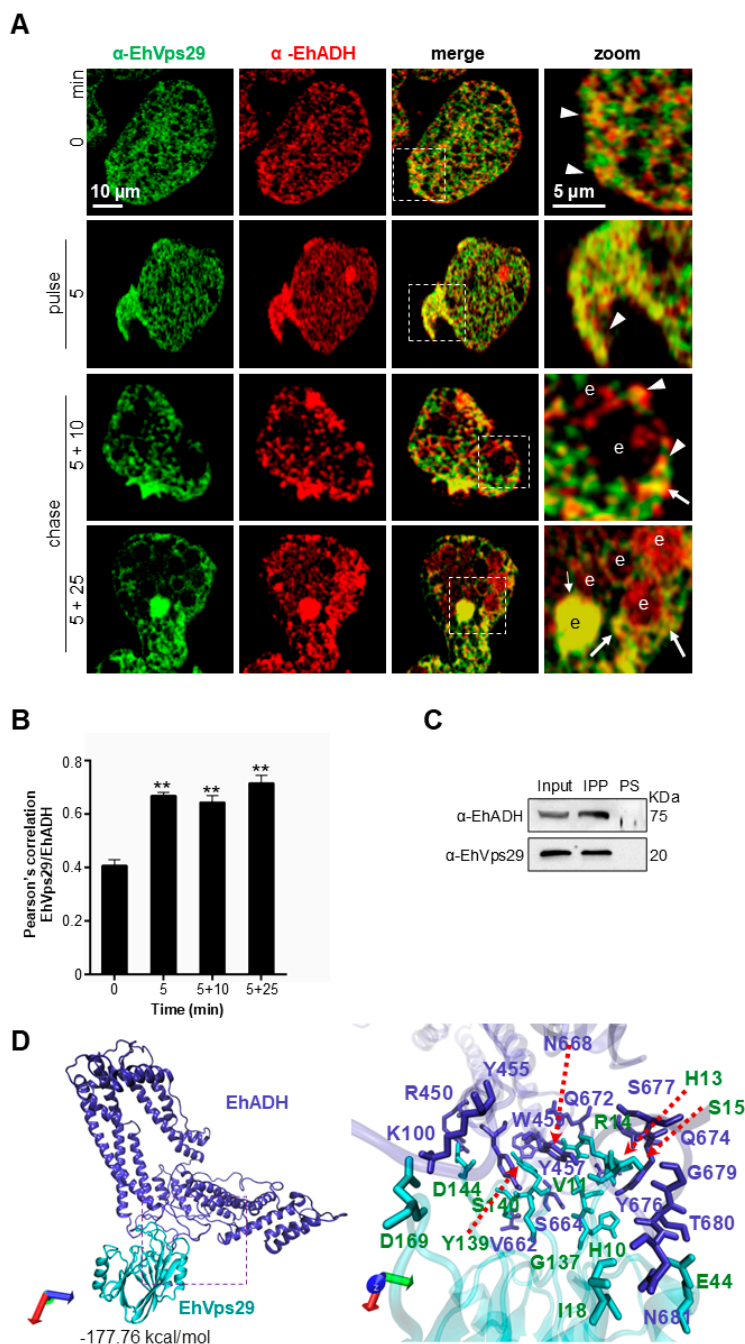 A
α-EhVps29 α -EhADH merge zoom
min
0
10 µm
5 µm
pulse
5
chase
5 + 10
e
e
5 + 25
e
e
e
e
B
Pearson's correlation
EhVps29/EhADH
0.8
0.6
0.4
0.2
0
** ** **
0 5 5+10 5+25
Time (min)
C
Input IPP PS
KDa
α-EhADH 75
α-EhVps29 20
D
EhADH
EhVps29
-177.76 kcal/mol
N668
Y455
S677 H13
R450 Q672
R14 S15
K100
Q674
Y457
G679
D144 V11
S140 Y676
T680
S664
D169 Y139 V662
G137 H10
E44
I18
N681